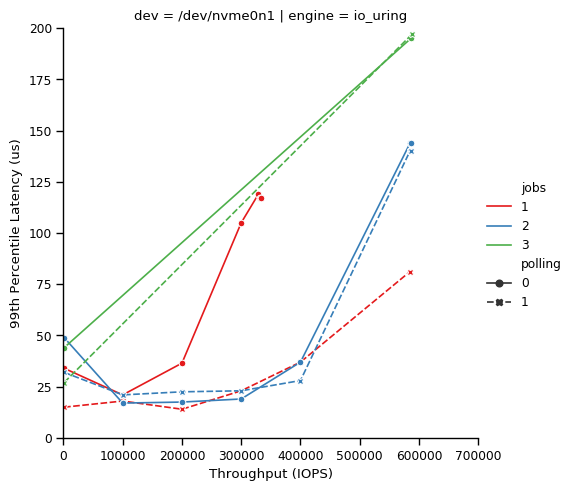 dev = /dev/nvme0n1 | engine = io_uring
200
175
150
125
100
75
50
25
0
99th Percentile Latency (us)
0 100000 200000 300000 400000 500000 600000 700000
Throughput (IOPS)
jobs
1
2
3
polling
0
1